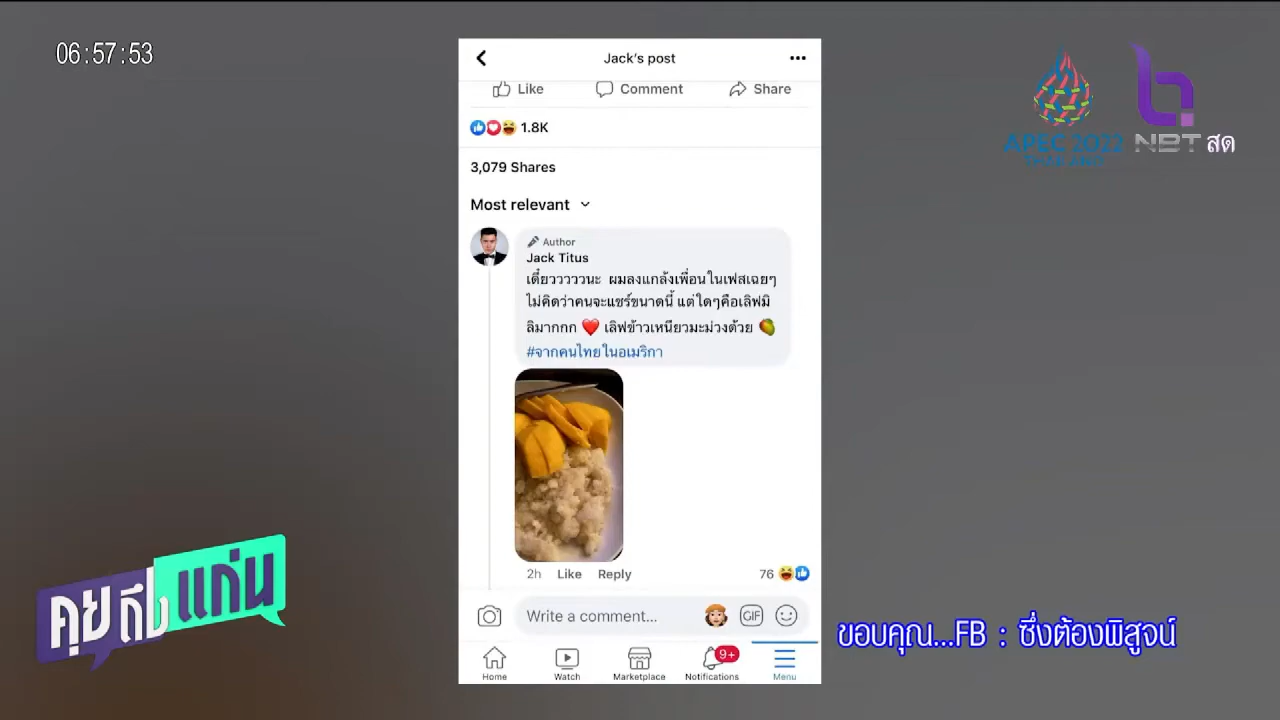 06:57:53
Jack's post
Like Comment Share
1.8K
3,079 Shares
Most relevant
Author
Jack Titus
เดี๋ยวววววนะ ผมลงแกล้งเพื่อนในเฟสเฉยๆ
ไม่คิดว่าคนจะแชร์ขนาดนี้ แต่ใดๆคือเลิฟมิ
ลิมากกก ❤️ เลิฟข้าวเหนียวมะม่วงด้วย 🥭
#จากคนไทยในอเมริกา
2h Like Reply 76
Write a comment... GIF
9+
Home Watch Marketplace Notifications Menu
APEC 2022
THAILAND
NBT สด
คุยถึงแก่น
ขอบคุณ...FB : ซึ่งต้องพิสูจน์